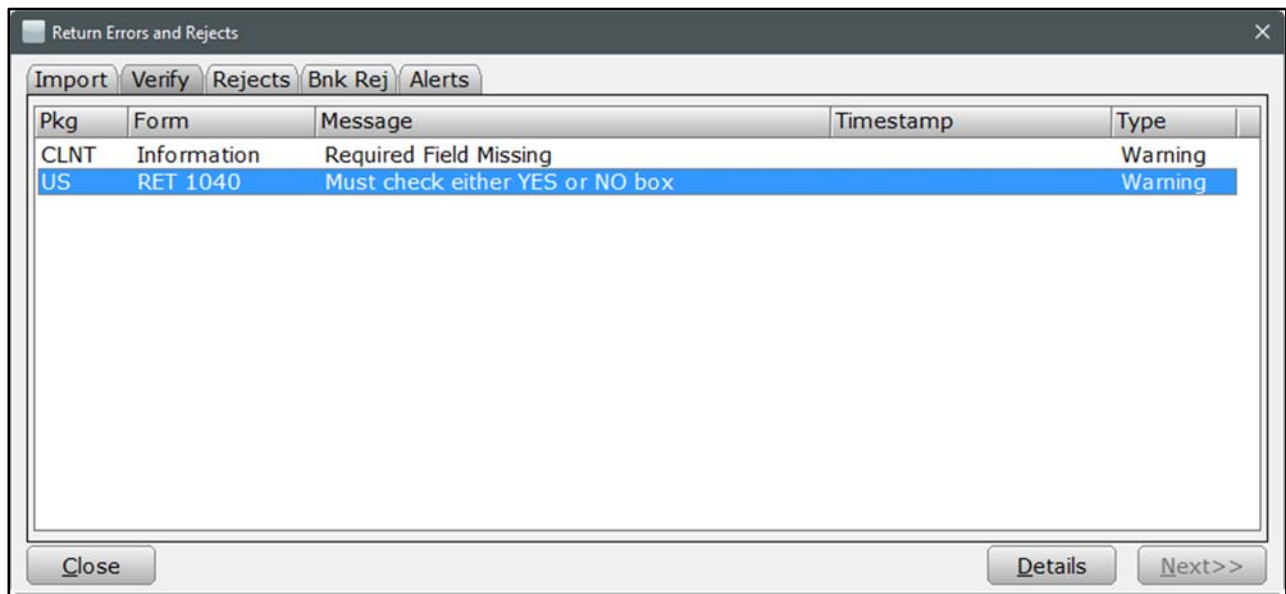 Return Errors and Rejects
Import Verify Rejects Bnk Rej Alerts
Pkg Form Message Timestamp Type
CLNT Information Required Field Missing Warning
US RET 1040 Must check either YES or NO box Warning
Close Details Next>>